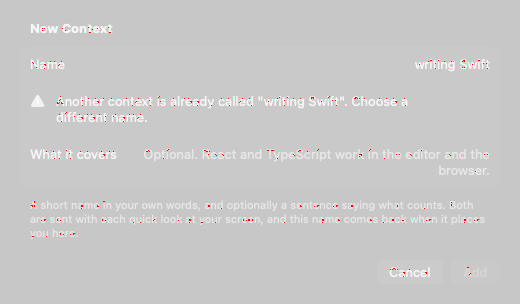 New Context
Name writing Swift
Another context is already called "writing Swift". Choose a
different name.
What it covers Optional. React and TypeScript work in the editor and the
browser.
A short name in your own words, and optionally a sentence saying what counts. Both
are sent with each quick look at your screen, and this name comes back when it places
you here.
Cancel Add